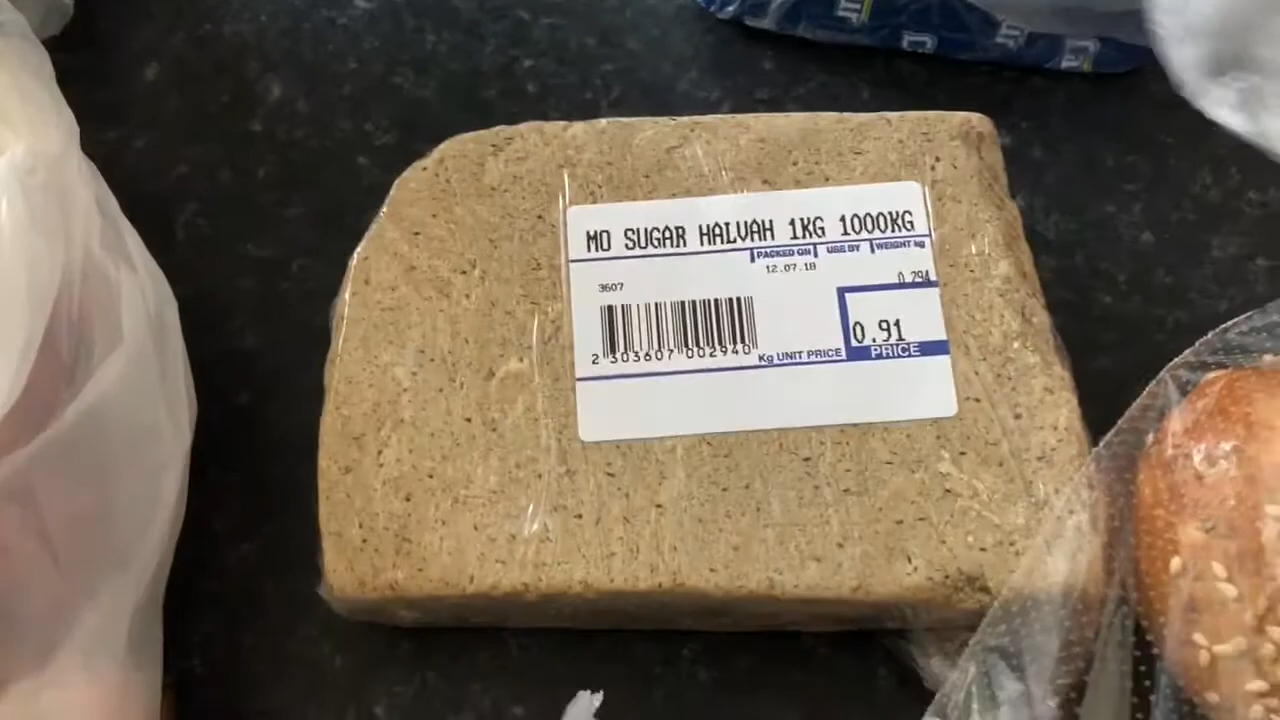 MO SUGAR HALVAH 1KG 1000KG
PACKED ON USE BY WEIGHT kg
12.07.18
3607 0.294
0.91
2 303607 002940 Kg UNIT PRICE PRICE